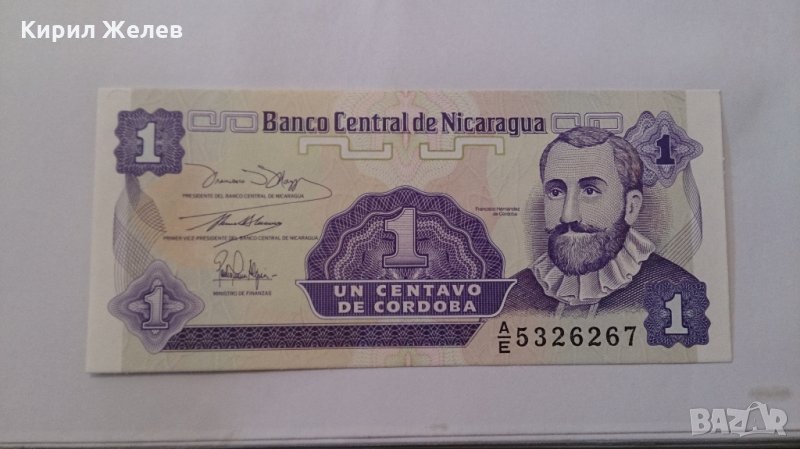 Кирил Желев
Banco Central de Nicaragua
1
1
PRESIDENTE DEL BANCO CENTRAL DE NICARAGUA
Francisco Hernández
de Córdoba
PRIMER VICE-PRESIDENTE DEL BANCO CENTRAL DE NICARAGUA
1
MINISTRO DE FINANZAS
UN CENTAVO
DE CORDOBA
1
1
A/E 5326267
BAZAR